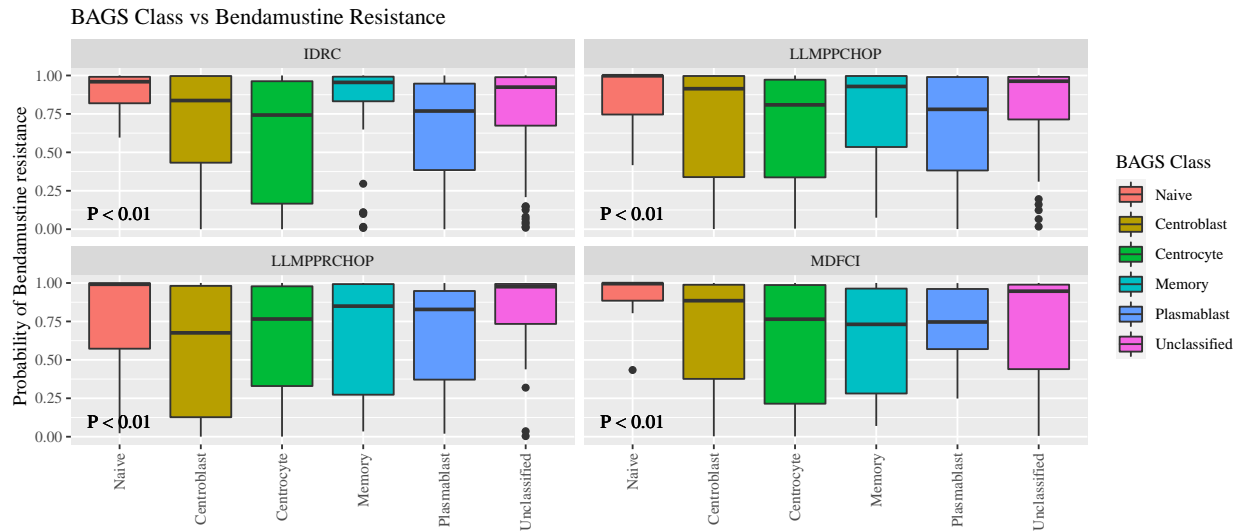 BAGS Class vs Bendamustine Resistance
Probability of Bendamustine resistance
IDRC
LLMPPCHOP
1.00
0.75
0.50
0.25
0.00
P < 0.01
P < 0.01
LLMPPRCHOP
MDFCI
1.00
0.75
0.50
0.25
0.00
P < 0.01
P < 0.01
Naive
Centroblast
Centrocyte
Memory
Plasmablast
Unclassified
Naive
Centroblast
Centrocyte
Memory
Plasmablast
Unclassified
BAGS Class
Naive
Centroblast
Centrocyte
Memory
Plasmablast
Unclassified